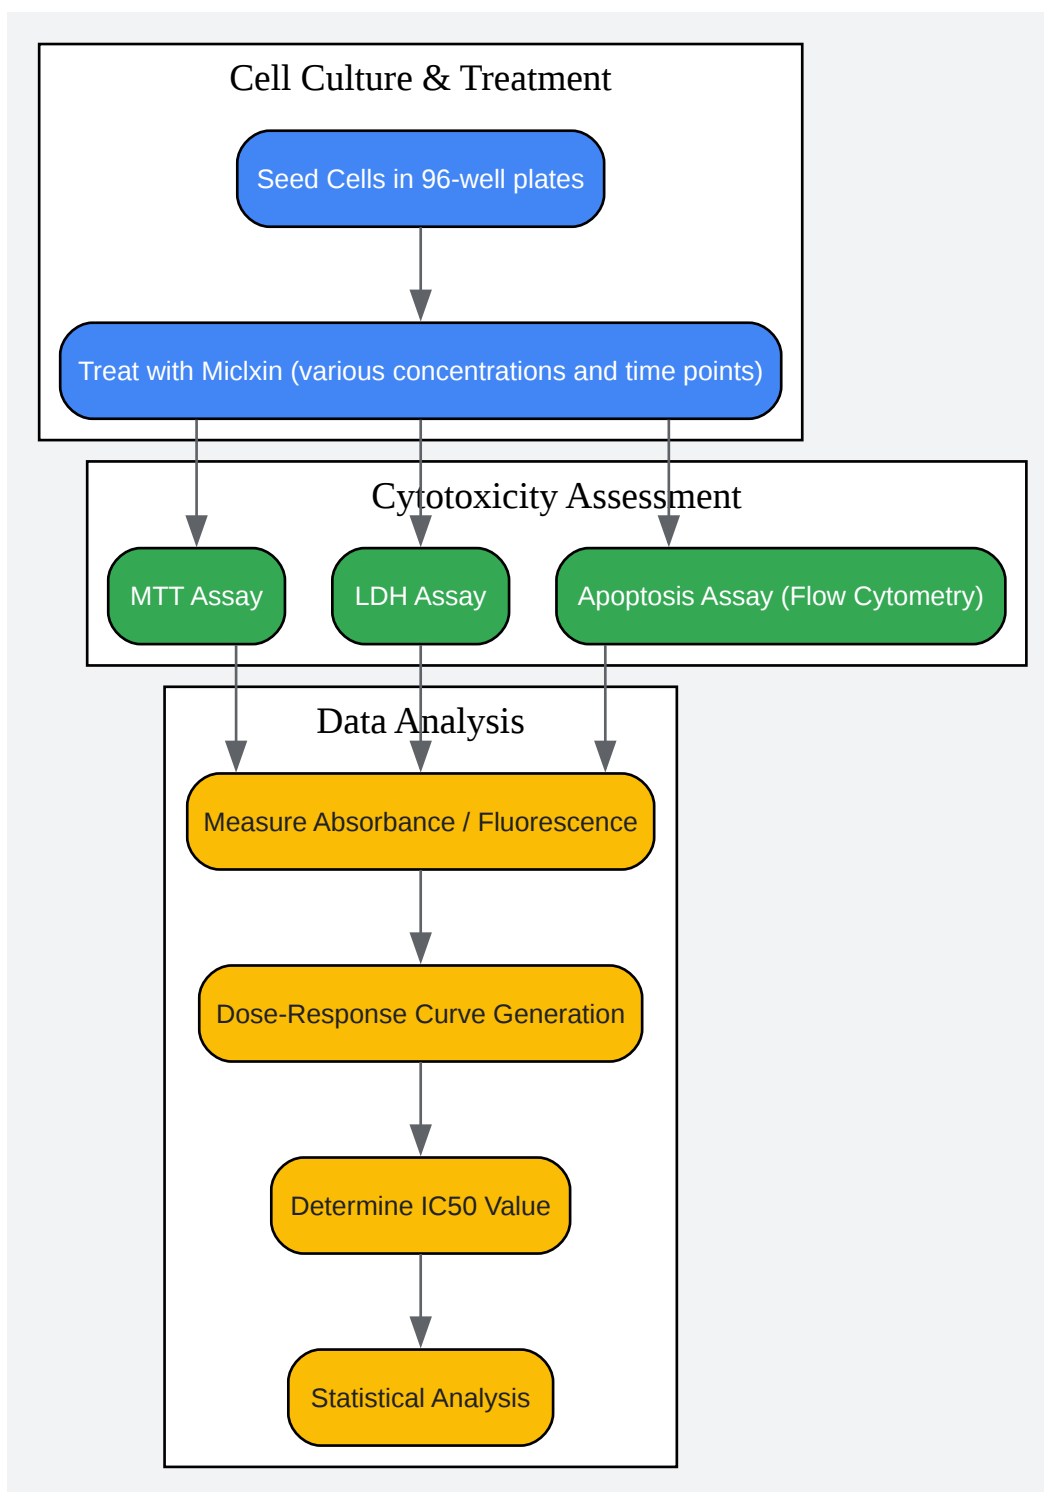 Cell Culture & Treatment
Seed Cells in 96-well plates
Treat with Miclxin (various concentrations and time points)
Cytotoxicity Assessment
MTT Assay
LDH Assay
Apoptosis Assay (Flow Cytometry)
Data Analysis
Measure Absorbance / Fluorescence
Dose-Response Curve Generation
Determine IC50 Value
Statistical Analysis